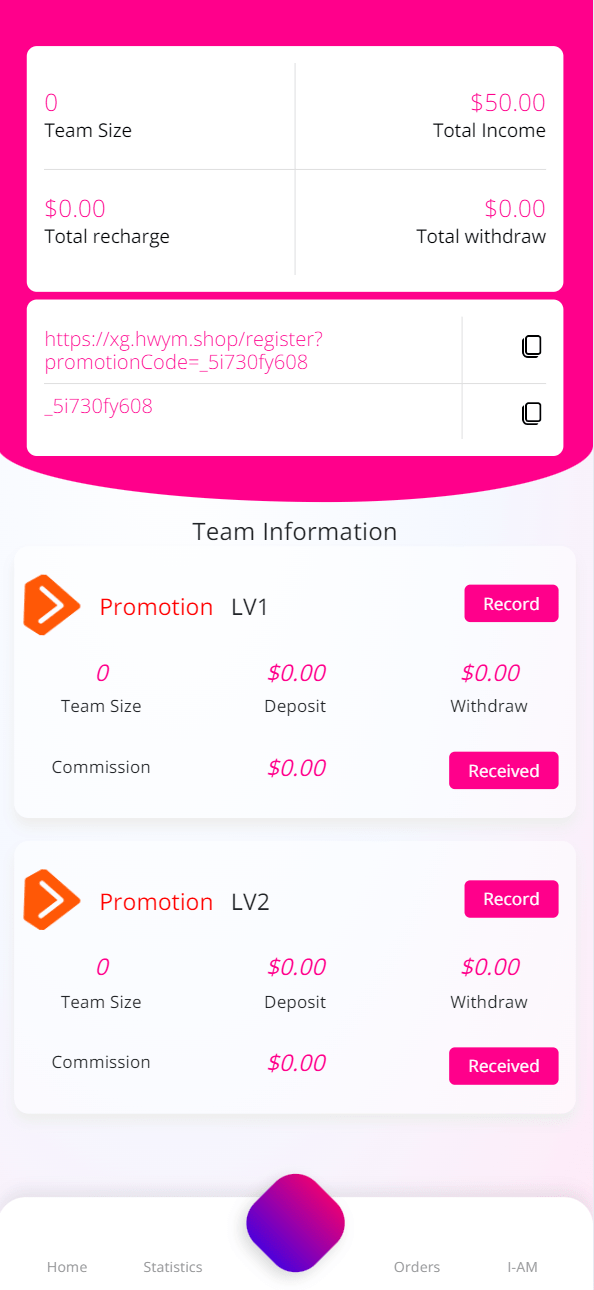 0
$50.00
Team Size
Total Income
$0.00
$0.00
Total recharge
Total withdraw
https://xg.hwym.shop/register?
promotionCode=_5i730fy608
_5i730fy608
Team Information
Promotion LV1
Record
0
$0.00
$0.00
Team Size
Deposit
Withdraw
Commission
$0.00
Received
Promotion LV2
Record
0
$0.00
$0.00
Team Size
Deposit
Withdraw
Commission
$0.00
Received
Home
Statistics
Orders
I-AM